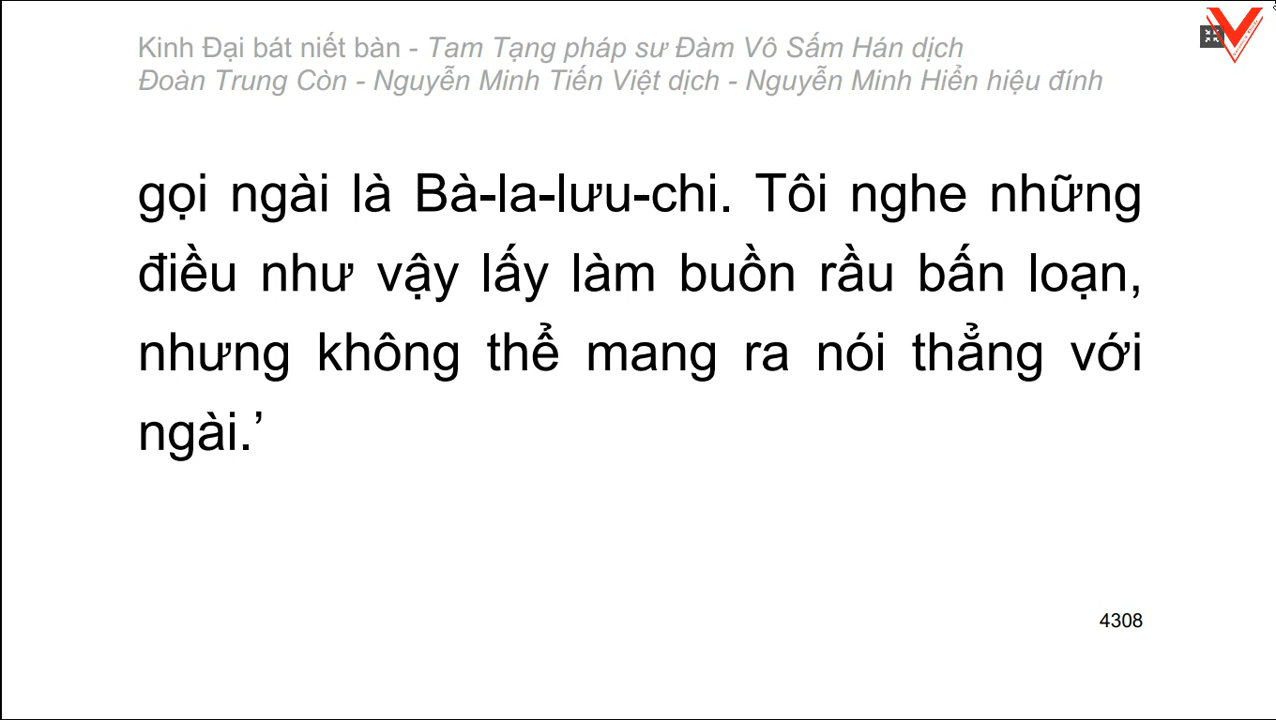 Kinh Đại bát niết bàn - Tam Tạng pháp sư Đàm Vô Sấm Hán dịch
Đoàn Trung Còn - Nguyễn Minh Tiến Việt dịch - Nguyễn Minh Hiển hiệu đính
gọi ngài là Bà-la-lưu-chi. Tôi nghe những
điều như vậy lấy làm buồn rầu bấn loạn,
nhưng không thể mang ra nói thẳng với
ngài.’
4308